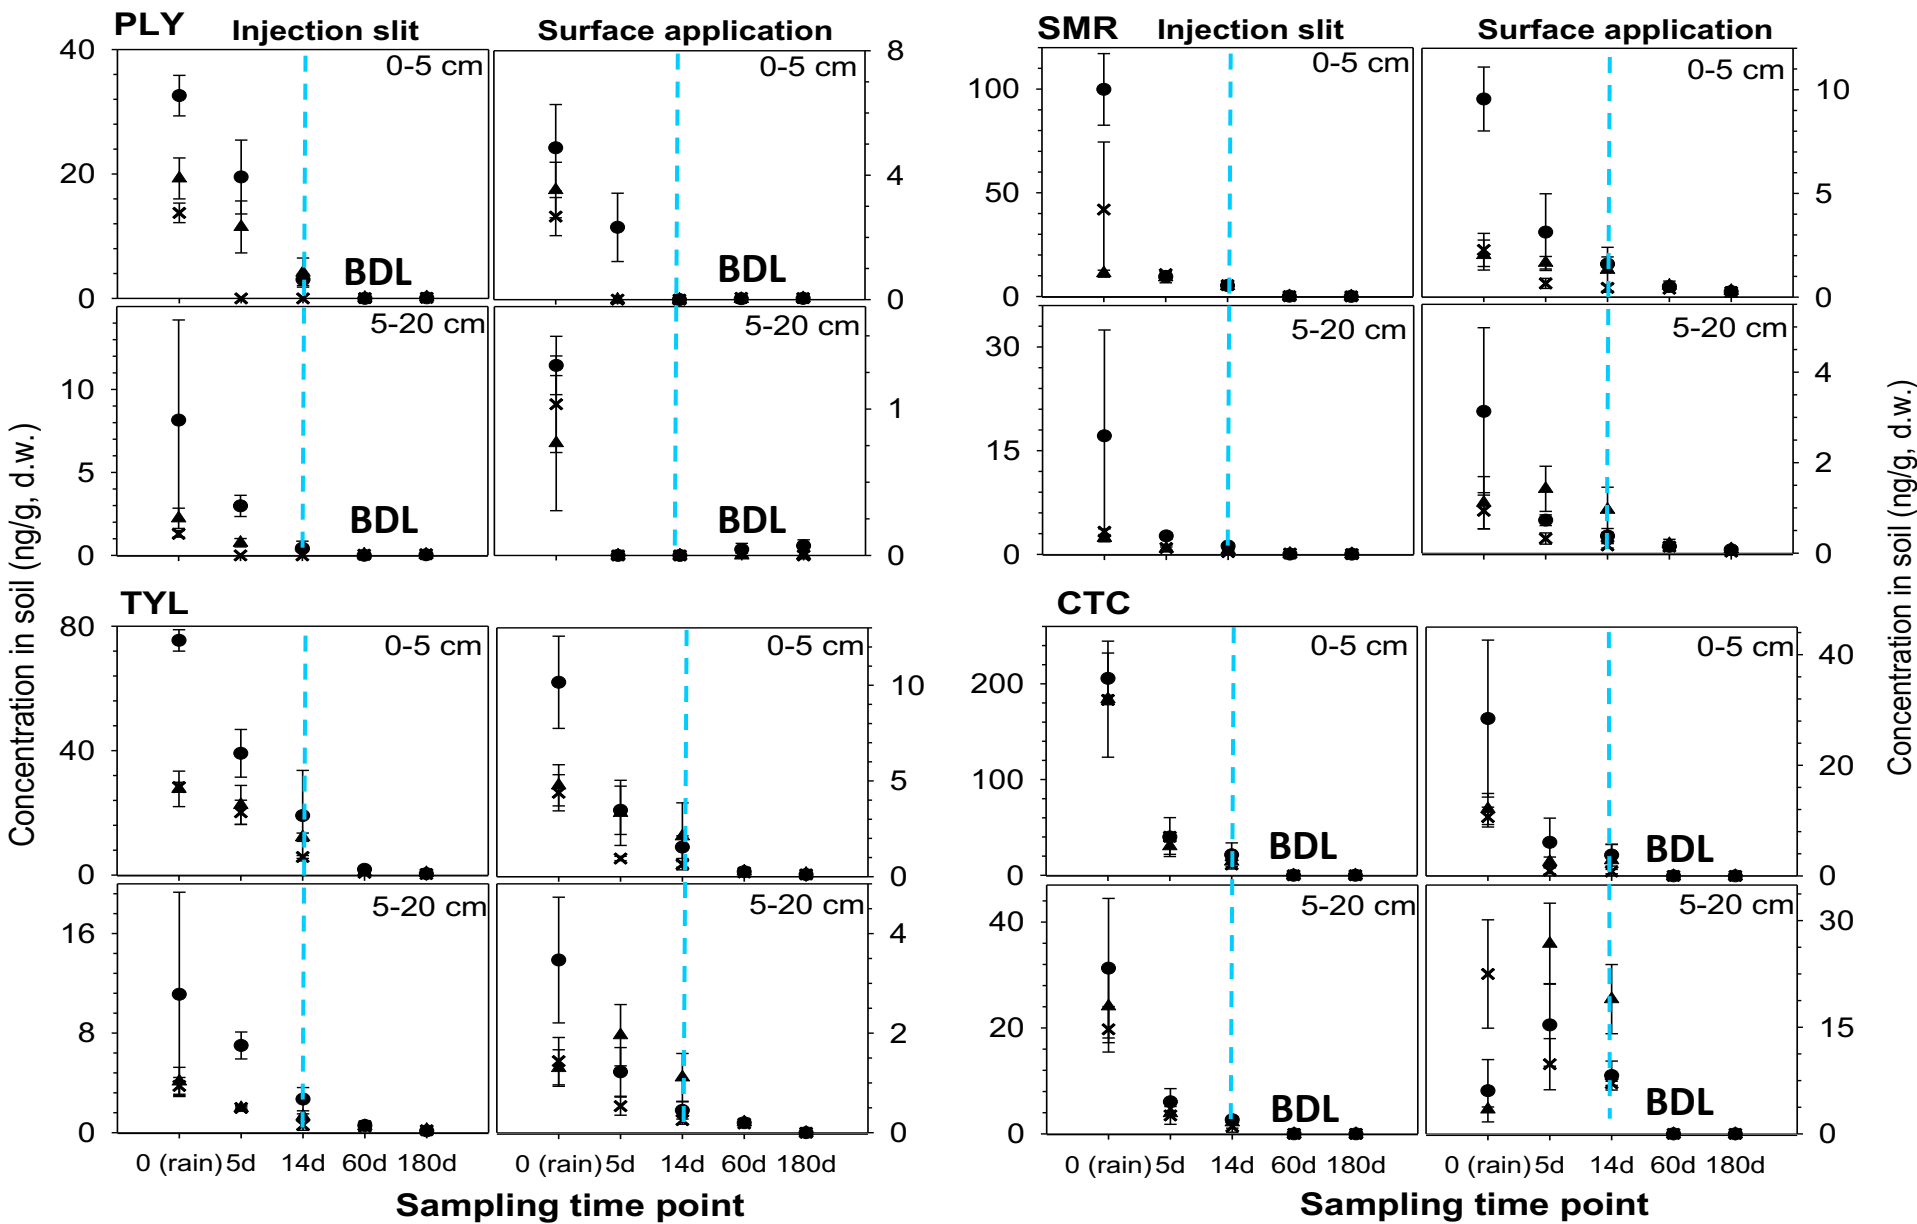 PLY Injection slit Surface application
SMR Injection slit Surface application
40
20
0
0-5 cm
BDL
8
4
0
0-5 cm
BDL
100
50
0
0-5 cm
10
5
0
0-5 cm
10
5
0
5-20 cm
BDL
1
0
5-20 cm
BDL
30
15
0
5-20 cm
4
2
0
5-20 cm
Concentration in soil (ng/g, d.w.)
Concentration in soil (ng/g, d.w.)
TYL
CTC
80
40
0
0-5 cm
10
5
0
0-5 cm
200
100
0
0-5 cm
BDL
40
20
0
0-5 cm
BDL
16
8
0
5-20 cm
4
2
0
5-20 cm
40
20
0
5-20 cm
BDL
30
15
0
5-20 cm
BDL
0 (rain) 5d 14d 60d 180d
0 (rain) 5d 14d 60d 180d
0 (rain) 5d 14d 60d 180d
0 (rain) 5d 14d 60d 180d
Sampling time point
Sampling time point